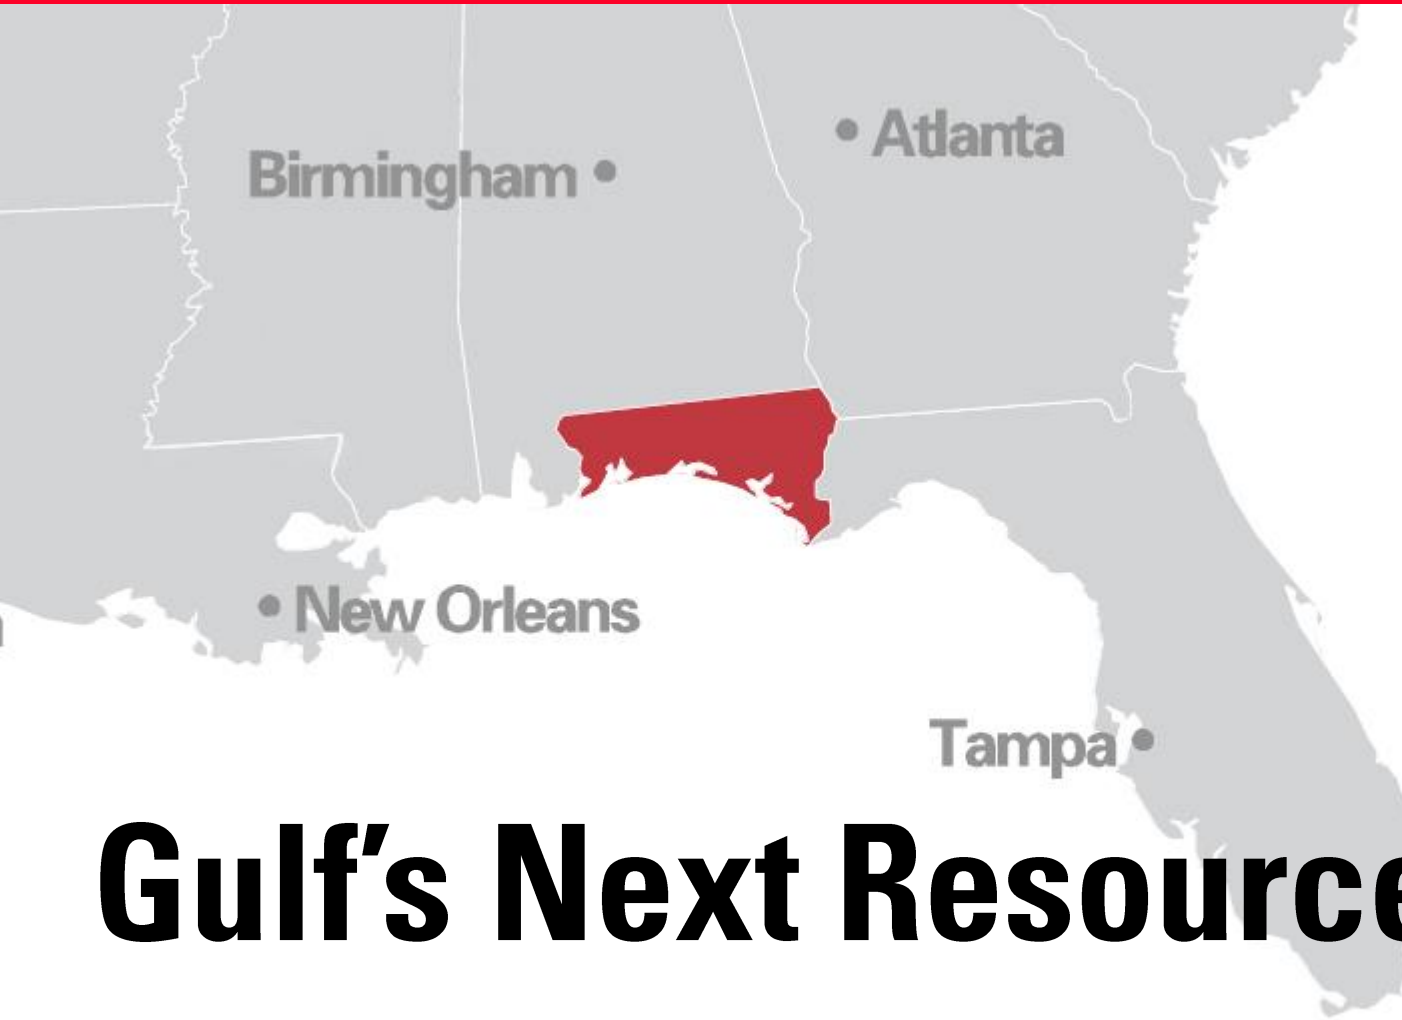 Atlanta
Birmingham
New Orleans
Tampa
Gulf’s Next Resource